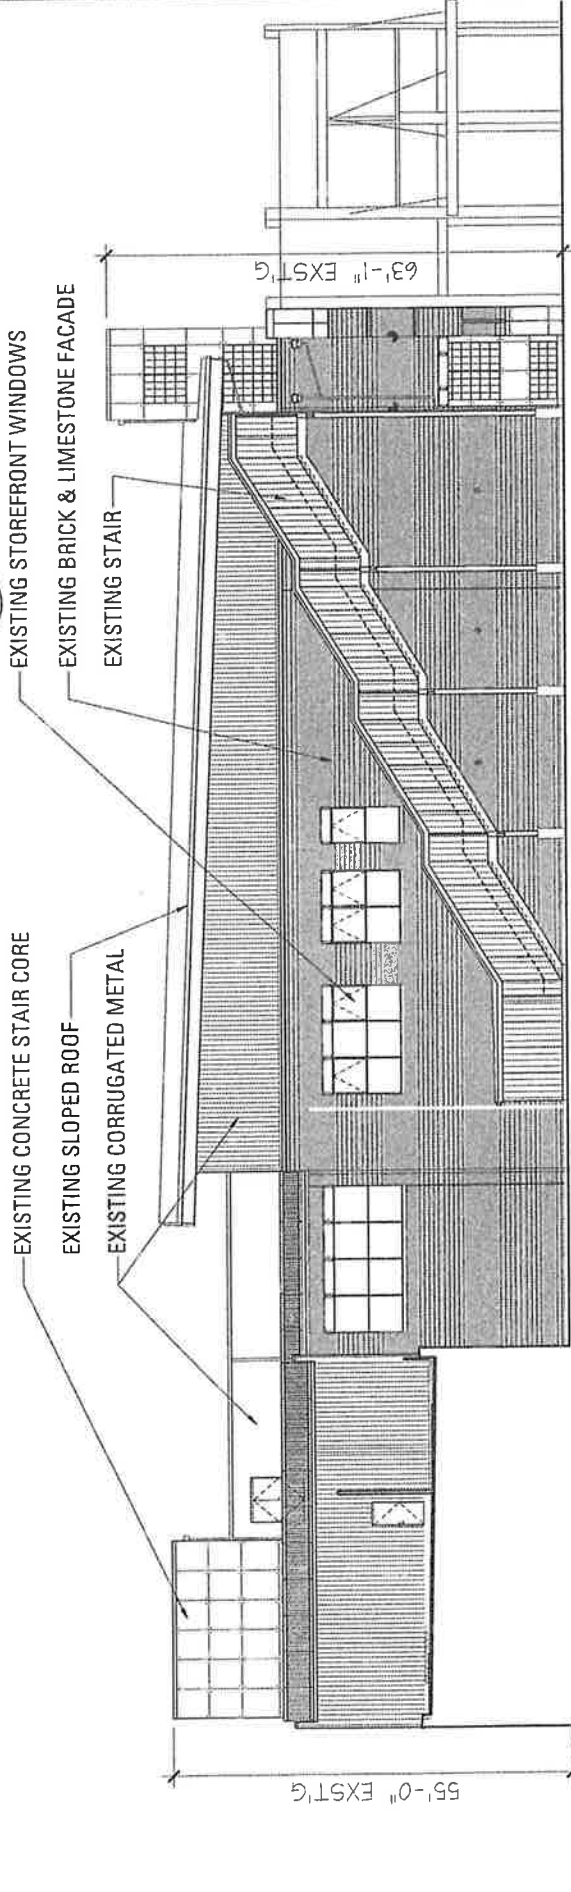 EXISTING CONCRETE STAIR CORE
EXISTING SLOPED ROOF
EXISTING CORRUGATED METAL
EXISTING STOREFRONT WINDOWS
EXISTING BRICK & LIMESTONE FACADE
EXISTING STAIR
55'-0" EXST'G
63'-1" EXST'G